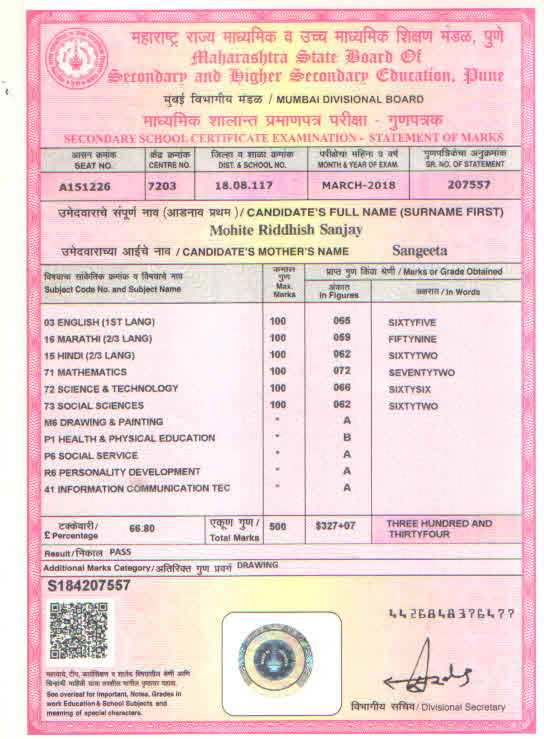 महाराष्ट्र राज्य माध्यमिक व उच्च माध्यमिक शिक्षण मंडळ, पुणे
Maharashtra State Board Of
Secondary and Higher Secondary Education, Pune
मुंबई विभागीय मंडळ / MUMBAI DIVISIONAL BOARD
माध्यमिक शालान्त प्रमाणपत्र परीक्षा - गुणपत्रक
SECONDARY SCHOOL CERTIFICATE EXAMINATION - STATEMENT OF MARKS
आसन क्रमांक केंद्र क्रमांक जिल्हा व शाळा क्रमांक परीक्षेचा महिना व वर्ष गुणपत्रिकेचा अनुक्रमांक
SEAT NO. CENTRE NO. DIST. & SCHOOL NO. MONTH & YEAR OF EXAM. SR. NO. OF STATEMENT
A151226 7203 18.08.117 MARCH-2018 207557
उमेदवाराचे संपूर्ण नाव (आडनाव प्रथम) / CANDIDATE'S FULL NAME (SURNAME FIRST)
Mohite Riddhish Sanjay
उमेदवाराच्या आईचे नाव / CANDIDATE'S MOTHER'S NAME Sangeeta
विषयाचा सांकेतिक क्रमांक व विषयाचे नाव
Subject Code No. and Subject Name
कमाल
गुण
Max.
Marks
प्राप्त गुण किंवा श्रेणी / Marks or Grade Obtained
अंकात
In Figures
अक्षरात / In Words
03 ENGLISH (1ST LANG) 100 065 SIXTYFIVE
16 MARATHI (2/3 LANG) 100 059 FIFTYNINE
15 HINDI (2/3 LANG) 100 062 SIXTYTWO
71 MATHEMATICS 100 072 SEVENTYTWO
72 SCIENCE & TECHNOLOGY 100 066 SIXTYSIX
73 SOCIAL SCIENCES 100 062 SIXTYTWO
M6 DRAWING & PAINTING * A
P1 HEALTH & PHYSICAL EDUCATION * B
P6 SOCIAL SERVICE * A
R6 PERSONALITY DEVELOPMENT * A
41 INFORMATION COMMUNICATION TEC * A
टक्केवारी /
£ Percentage
66.80
एकूण गुण /
Total Marks
500 $327+07 THREE HUNDRED AND
THIRTYFOUR
Result/निकाल PASS
Additional Marks Category/अतिरिक्त गुण प्रवर्ग DRAWING
S184207557
4426848376477
See overleaf for Important, Notes, Grades in
work Education & School Subjects and
meaning of special characters.
विभागीय सचिव / Divisional Secretary